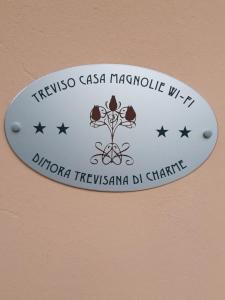 TREVISO CASA MAGNOLIE WI-FI
DIMORA TREVISANA DI CHARME